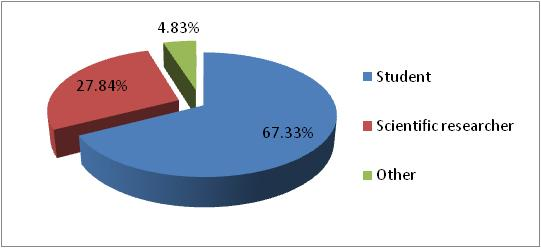 4.83%
27.84%
67.33%
Student
Scientific researcher
Other